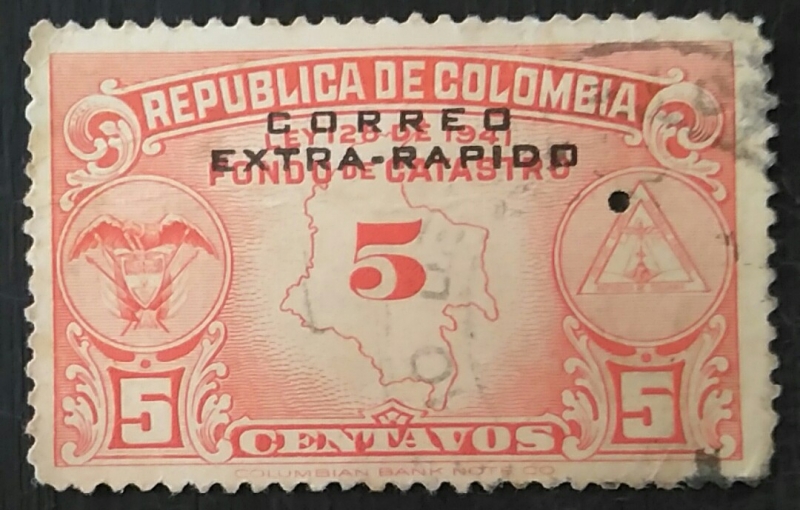 REPUBLICA DE COLOMBIA
CORREO
LEY 128 DE 1941
EXTRA-RAPIDO
FONDO DE CATASTRO
5
5 CENTAVOS 5
COLUMBIAN BANK NOTE CO